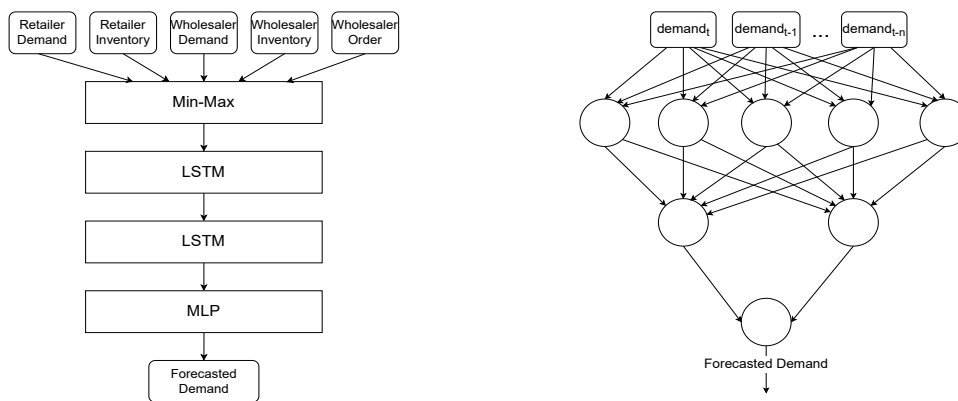 Retailer
Demand
Retailer
Inventory
Wholesaler
Demand
Wholesaler
Inventory
Wholesaler
Order
Min-Max
LSTM
LSTM
MLP
Forecasted
Demand
demandt
demandt-1
...
demandt-n
Forecasted Demand